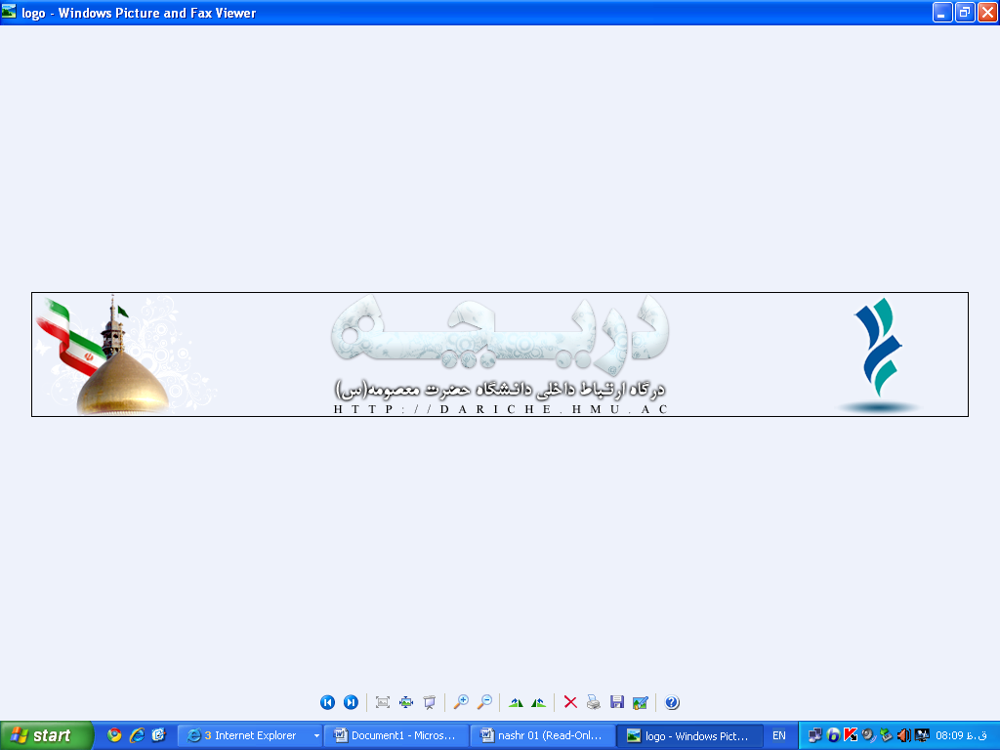 logo - Windows Picture and Fax Viewer
دریچه
درگاه ارتباط داخلی دانشگاه حضرت معصومه(س)
HTTP://DARICHE.HMU.AC
start
3 Internet Explorer
Document1 - Micros...
nashr 01 (Read-Onl...
logo - Windows Pict...
EN
08:09 ق.ظ